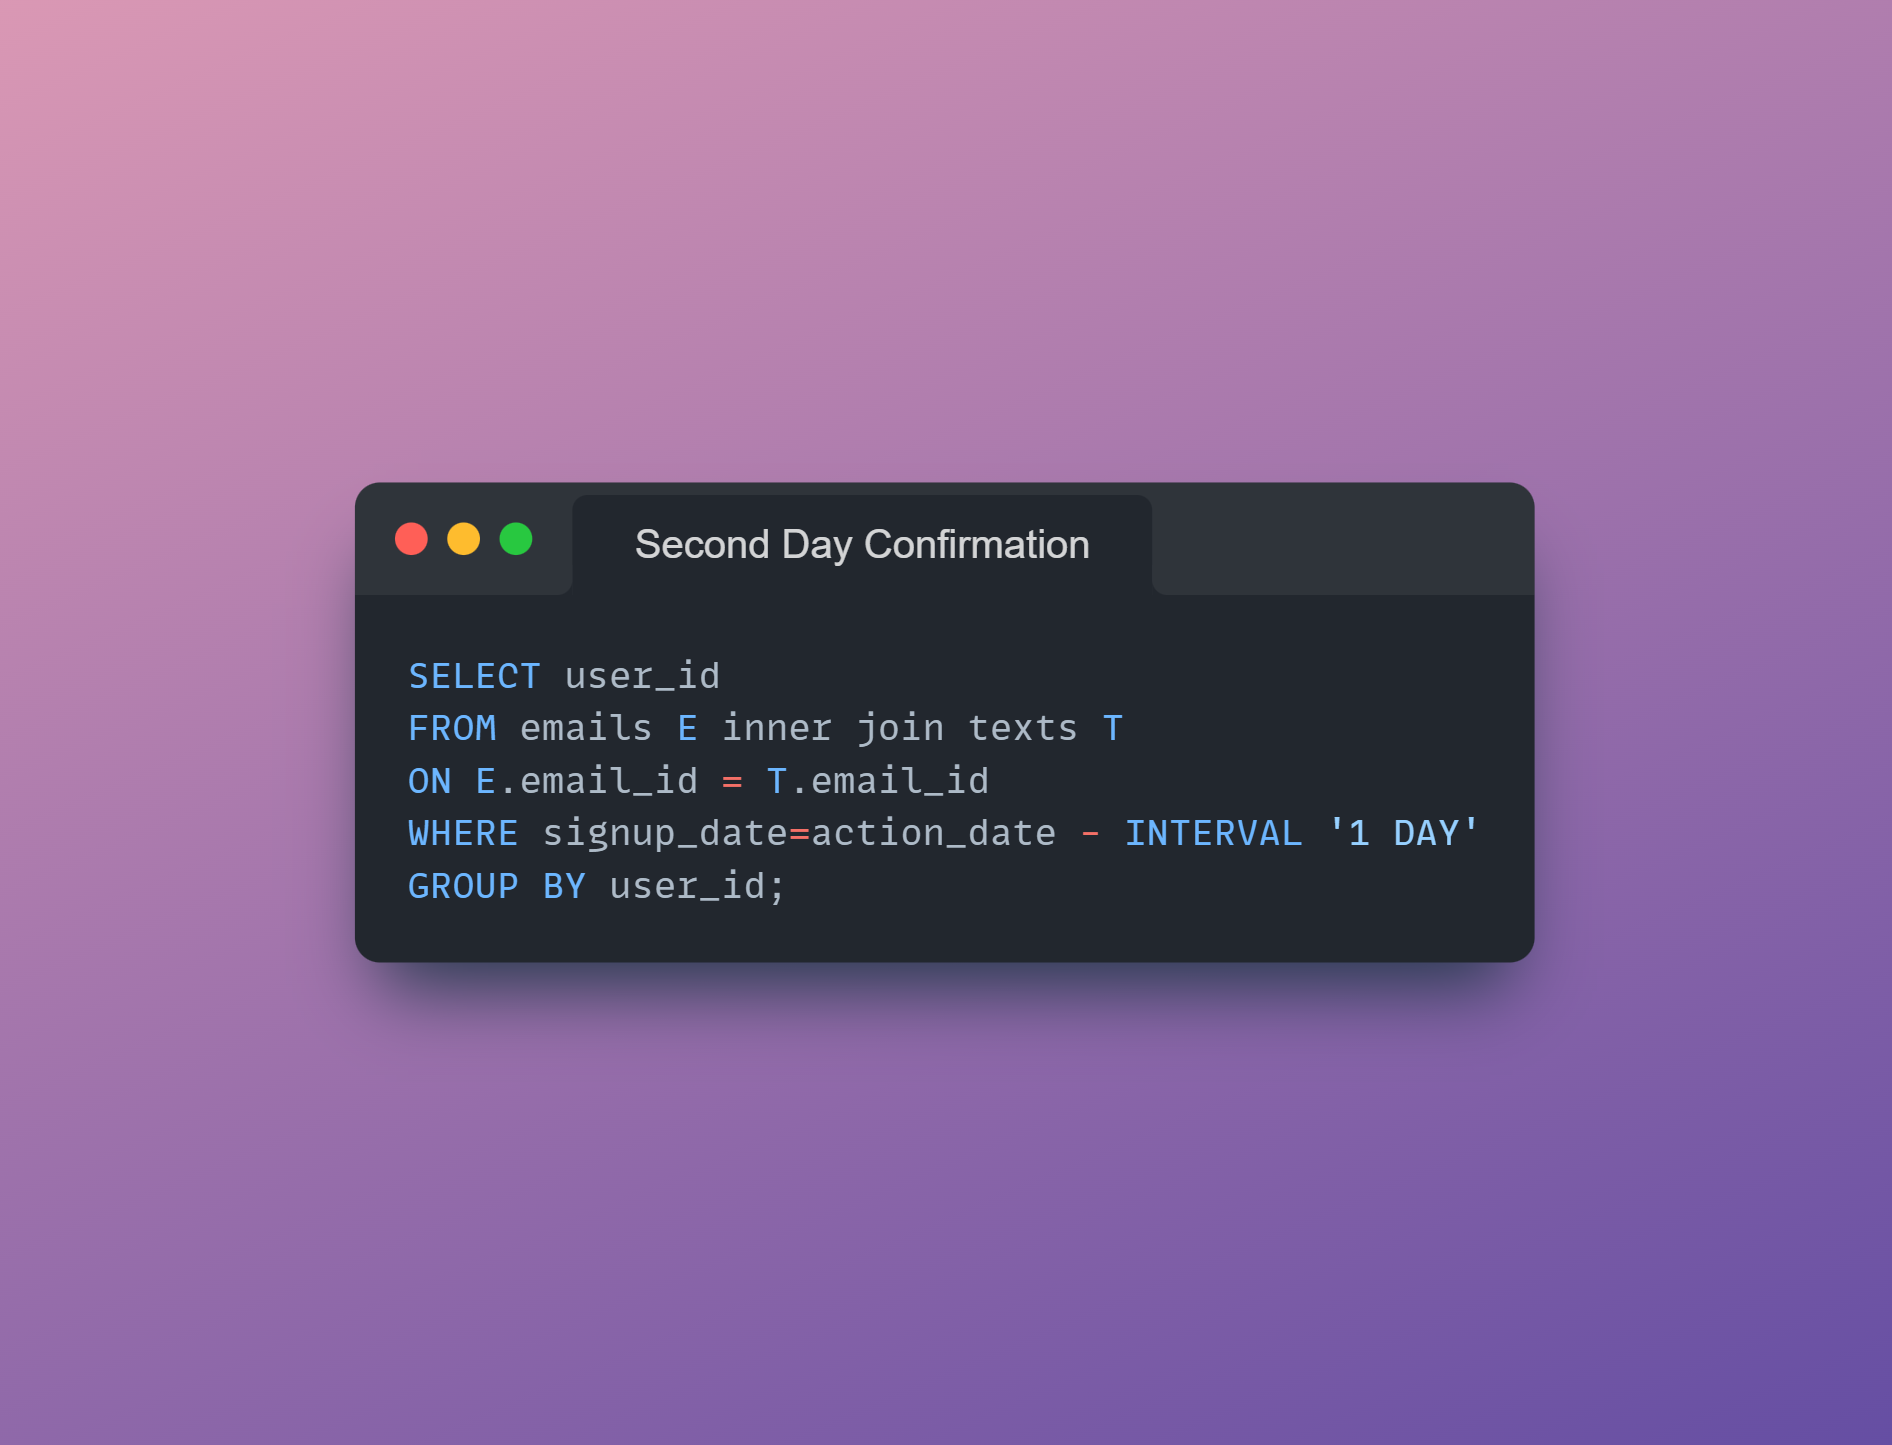 Second Day Confirmation
SELECT user_id
FROM emails E inner join texts T
ON E.email_id = T.email_id
WHERE signup_date=action_date - INTERVAL '1 DAY'
GROUP BY user_id;